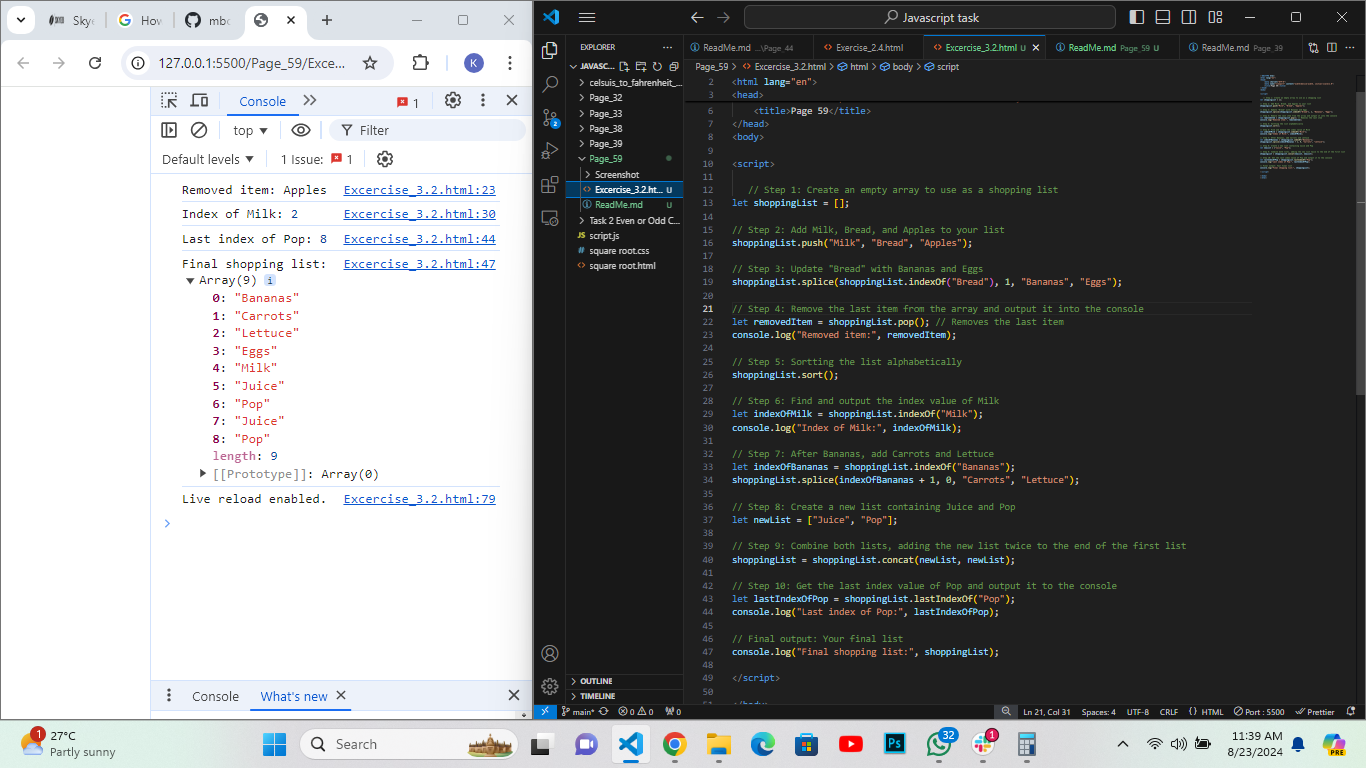 Skye
Hov
mbo
127.0.0.1:5500/Page_59/Exce...
K
Console
1
top
Filter
Default levels
1 Issue:
1
Removed item: Apples Excercise_3.2.html:23
Index of Milk: 2 Excercise_3.2.html:30
Last index of Pop: 8 Excercise_3.2.html:44
Final shopping list: Excercise_3.2.html:47
Array(9) i
0: "Bananas"
1: "Carrots"
2: "Lettuce"
3: "Eggs"
4: "Milk"
5: "Juice"
6: "Pop"
7: "Juice"
8: "Pop"
length: 9
[[Prototype]]: Array(0)
Live reload enabled. Excercise_3.2.html:79
Console What's new
Javascript task
EXPLORER
JAVASC...
celsuis_to_fahrenheit_...
Page_32
Page_33
Page_38
Page_39
Page_59
Screenshot
Excercise_3.2.ht... U
ReadMe.md U
Task 2 Even or Odd C...
script.js
square root.css
square root.html
OUTLINE
TIMELINE
2
ReadMe.md ...\Page_44
Exercise_2.4.html
Excercise_3.2.html U
ReadMe.md Page_59 U
ReadMe.md Page_39
Page_59 > Excercise_3.2.html > html > body > script
2 <html lang="en">
3 <head>
6 <title>Page 59</title>
7 </head>
8 <body>
9
10 <script>
11
12 // Step 1: Create an empty array to use as a shopping list
13 let shoppingList = [];
14
15 // Step 2: Add Milk, Bread, and Apples to your list
16 shoppingList.push("Milk", "Bread", "Apples");
17
18 // Step 3: Update "Bread" with Bananas and Eggs
19 shoppingList.splice(shoppingList.indexOf("Bread"), 1, "Bananas", "Eggs");
20
21 // Step 4: Remove the last item from the array and output it into the console
22 let removedItem = shoppingList.pop(); // Removes the last item
23 console.log("Removed item:", removedItem);
24
25 // Step 5: Sortting the list alphabetically
26 shoppingList.sort();
27
28 // Step 6: Find and output the index value of Milk
29 let indexOfMilk = shoppingList.indexOf("Milk");
30 console.log("Index of Milk:", indexOfMilk);
31
32 // Step 7: After Bananas, add Carrots and Lettuce
33 let indexOfBananas = shoppingList.indexOf("Bananas");
34 shoppingList.splice(indexOfBananas + 1, 0, "Carrots", "Lettuce");
35
36 // Step 8: Create a new list containing Juice and Pop
37 let newList = ["Juice", "Pop"];
38
39 // Step 9: Combine both lists, adding the new list twice to the end of the first list
40 shoppingList = shoppingList.concat(newList, newList);
41
42 // Step 10: Get the last index value of Pop and output it to the console
43 let lastIndexOfPop = shoppingList.lastIndexOf("Pop");
44 console.log("Last index of Pop:", lastIndexOfPop);
45
46 // Final output: Your final list
47 console.log("Final shopping list:", shoppingList);
48
49 </script>
50
51 </body>
main* 0 0 0 Ln 21, Col 31 Spaces: 4 UTF-8 CRLF HTML Port : 5500 Prettier
1 27°C
Partly sunny
Search
Ps
32
1
PRE
11:39 AM
8/23/2024